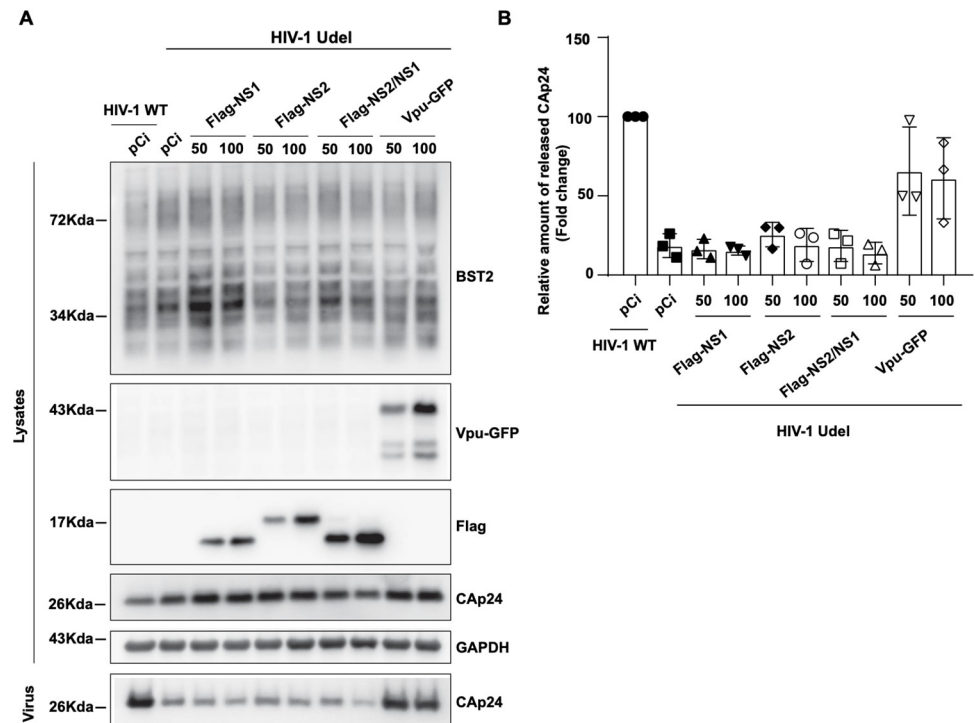 A
HIV-1 Udel
HIV-1 WT
Flag-NS1
Flag-NS2
Flag-NS2/NS1
Vpu-GFP
pCi
pCi
50 100 50 100 50 100 50 100
72Kda
34Kda
BST2
43Kda
Vpu-GFP
17Kda
Flag
26Kda
CAp24
43Kda
GAPDH
Lysates
26Kda
CAp24
Virus
B
Relative amount of released CAp24
(Fold change)
150
100
50
0
pCi
pCi
50 100 50 100 50 100 50 100
HIV-1 WT
Flag-NS1
Flag-NS2
Flag-NS2/NS1
Vpu-GFP
HIV-1 Udel